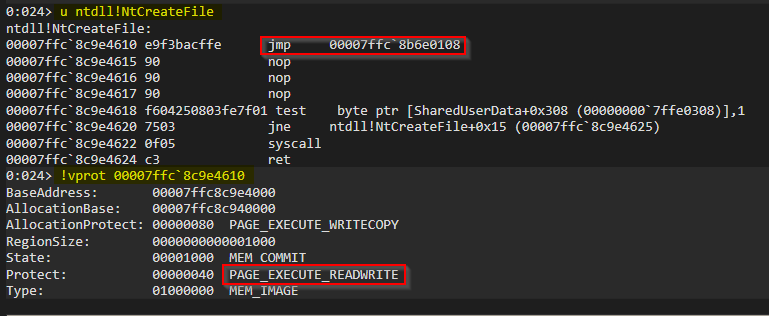 0:024> u ntdll!NtCreateFile
ntdll!NtCreateFile:
00007ffc`8c9e4610 e9f3bacffe jmp 00007ffc`8b6e0108
00007ffc`8c9e4615 90 nop
00007ffc`8c9e4616 90 nop
00007ffc`8c9e4617 90 nop
00007ffc`8c9e4618 f604250803fe7f01 test byte ptr [SharedUserData+0x308 (00000000`7ffe0308)],1
00007ffc`8c9e4620 7503 jne ntdll!NtCreateFile+0x15 (00007ffc`8c9e4625)
00007ffc`8c9e4622 0f05 syscall
00007ffc`8c9e4624 c3 ret
0:024> !vprot 00007ffc`8c9e4610
BaseAddress: 00007ffc8c9e4000
AllocationBase: 00007ffc8c940000
AllocationProtect: 00000080 PAGE_EXECUTE_WRITECOPY
RegionSize: 0000000000001000
State: 00001000 MEM_COMMIT
Protect: 00000040 PAGE_EXECUTE_READWRITE
Type: 01000000 MEM_IMAGE